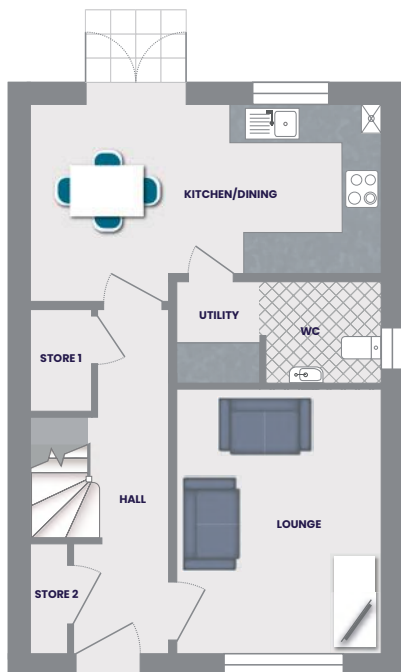 KITCHEN/DINING
UTILITY
WC
STORE 1
HALL
LOUNGE
STORE 2